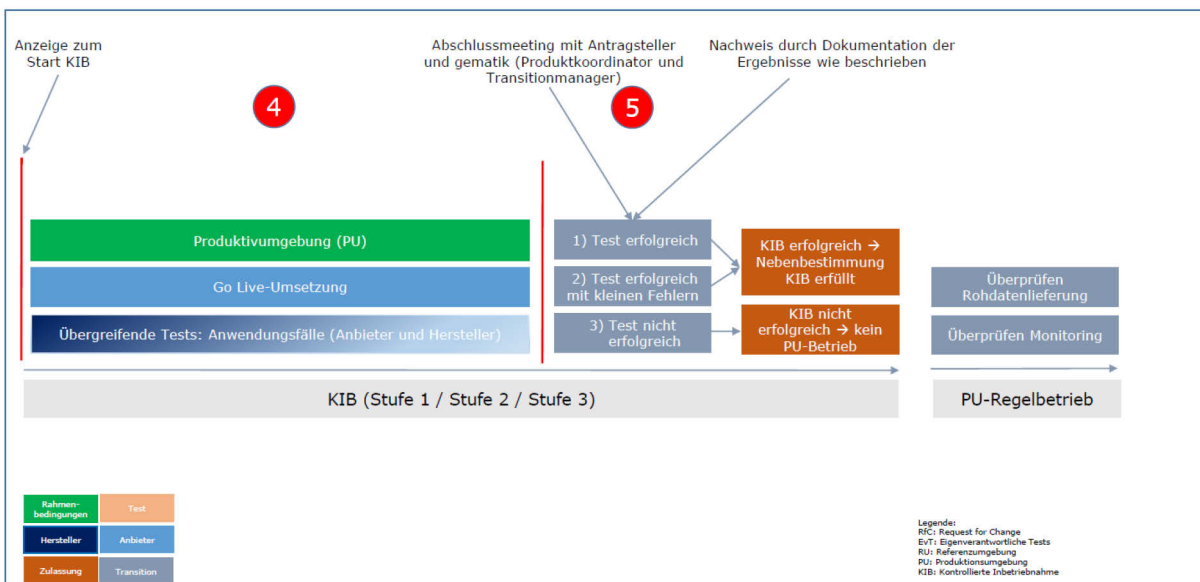 Anzeige zum
Start KIB
Abschlussmeeting mit Antragsteller
und gematik (Produktkoordinator und
Transitionmanager)
Nachweis durch Dokumentation der
Ergebnisse wie beschrieben
4
5
Produktivumgebung (PU)
Go Live-Umsetzung
Übergreifende Tests: Anwendungsfälle (Anbieter und Hersteller)
1) Test erfolgreich
2) Test erfolgreich
mit kleinen Fehlern
3) Test nicht
erfolgreich
KIB erfolgreich →
Nebenbestimmung
KIB erfüllt
KIB nicht
erfolgreich → kein
PU-Betrieb
Überprüfen
Rohdatenlieferung
Überprüfen Monitoring
KIB (Stufe 1 / Stufe 2 / Stufe 3)
PU-Regelbetrieb
Rahmen-
bedingungen
Test
Hersteller
Anbieter
Zulassung
Transition
Legende:
RfC: Request for Change
EvT: Eigenverantwortliche Tests
RU: Referenzumgebung
PU: Produktionsumgebung
KIB: Kontrollierte Inbetriebnahme